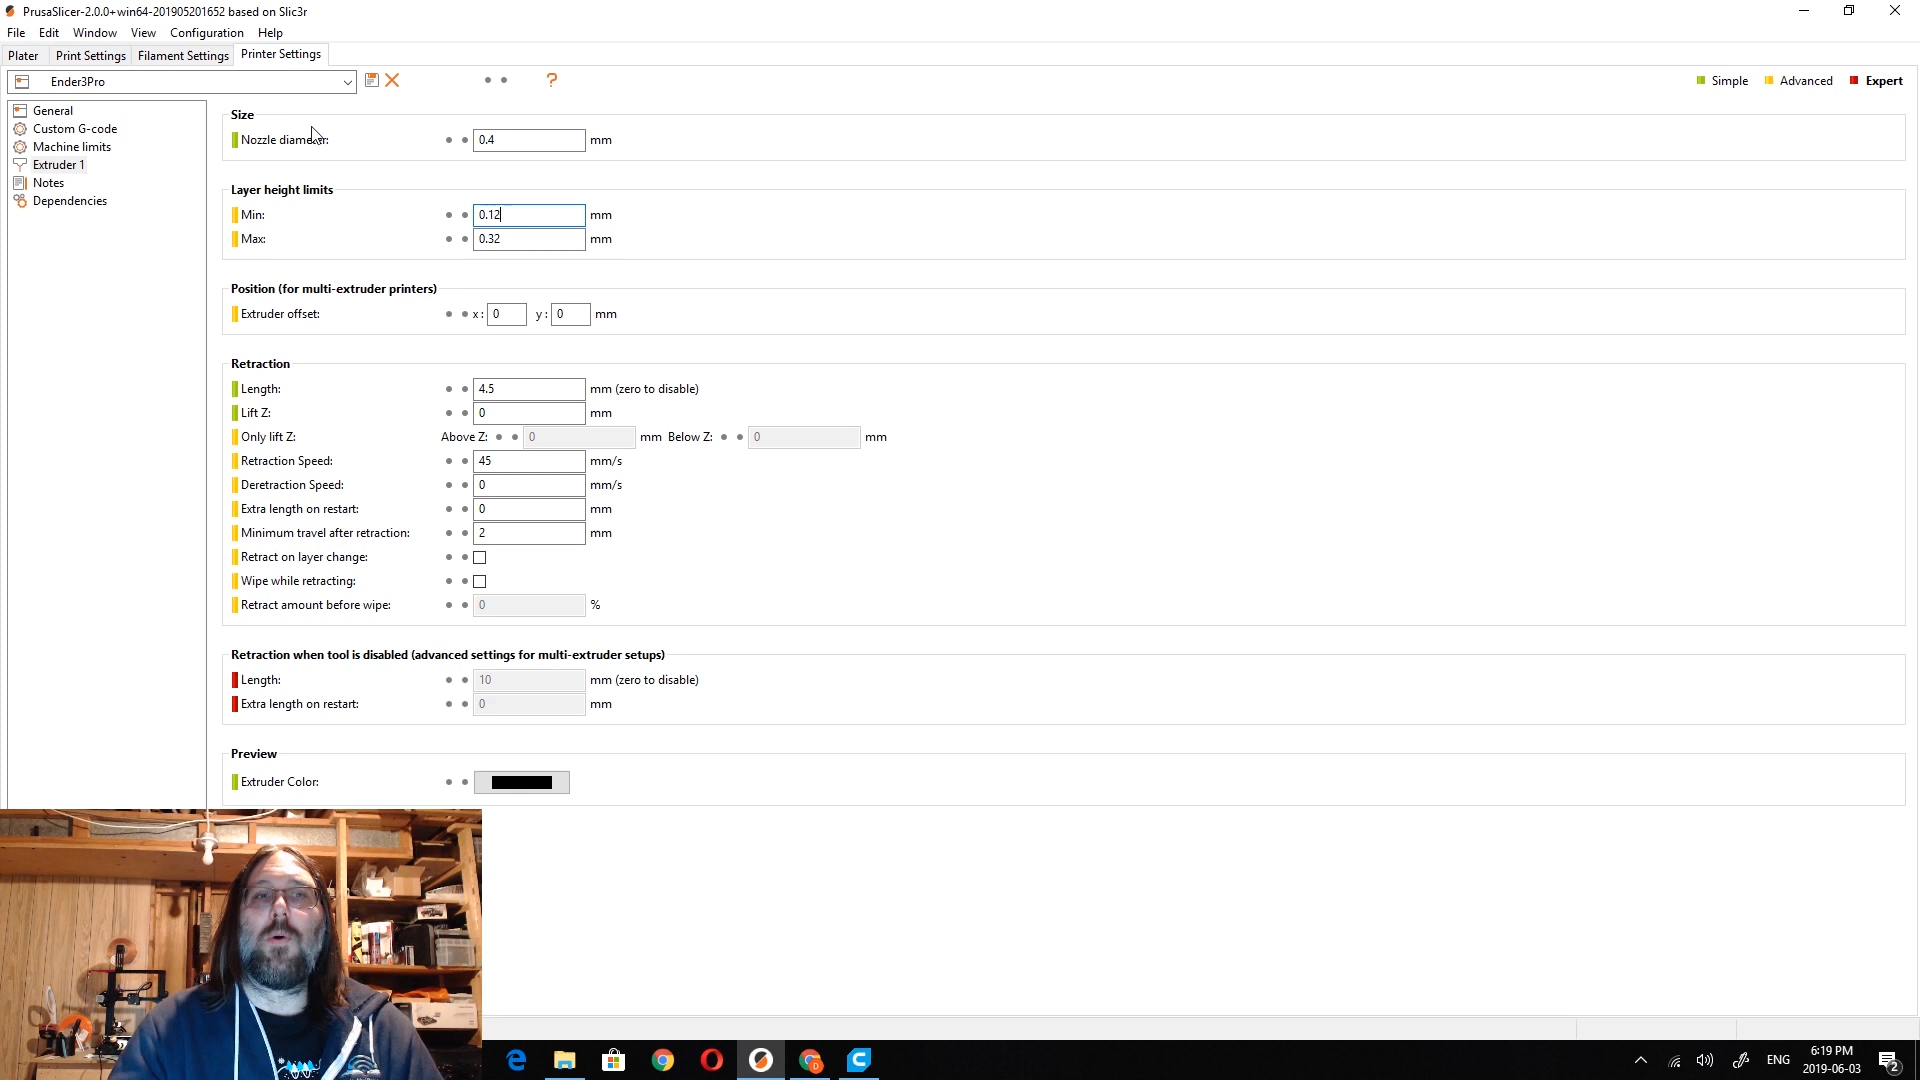 PrusaSlicer-2.0.0+win64-201905201652 based on Slic3r
File Edit Window View Configuration Help
Plater Print Settings Filament Settings Printer Settings
Ender3Pro ? Simple Advanced Expert
General
Custom G-code
Machine limits
Extruder 1
Notes
Dependencies
Size
Nozzle diameter: 0.4 mm
Layer height limits
Min: 0.12 mm
Max: 0.32 mm
Position (for multi-extruder printers)
Extruder offset: x: 0 y: 0 mm
Retraction
Length: 4.5 mm (zero to disable)
Lift Z: 0 mm
Only lift Z: Above Z: 0 mm Below Z: 0 mm
Retraction Speed: 45 mm/s
Deretraction Speed: 0 mm/s
Extra length on restart: 0 mm
Minimum travel after retraction: 2 mm
Retract on layer change:
Wipe while retracting:
Retract amount before wipe: 0 %
Retraction when tool is disabled (advanced settings for multi-extruder setups)
Length: 10 mm (zero to disable)
Extra length on restart: 0 mm
Preview
Extruder Color:
ENG 6:19 PM
2019-06-03 2